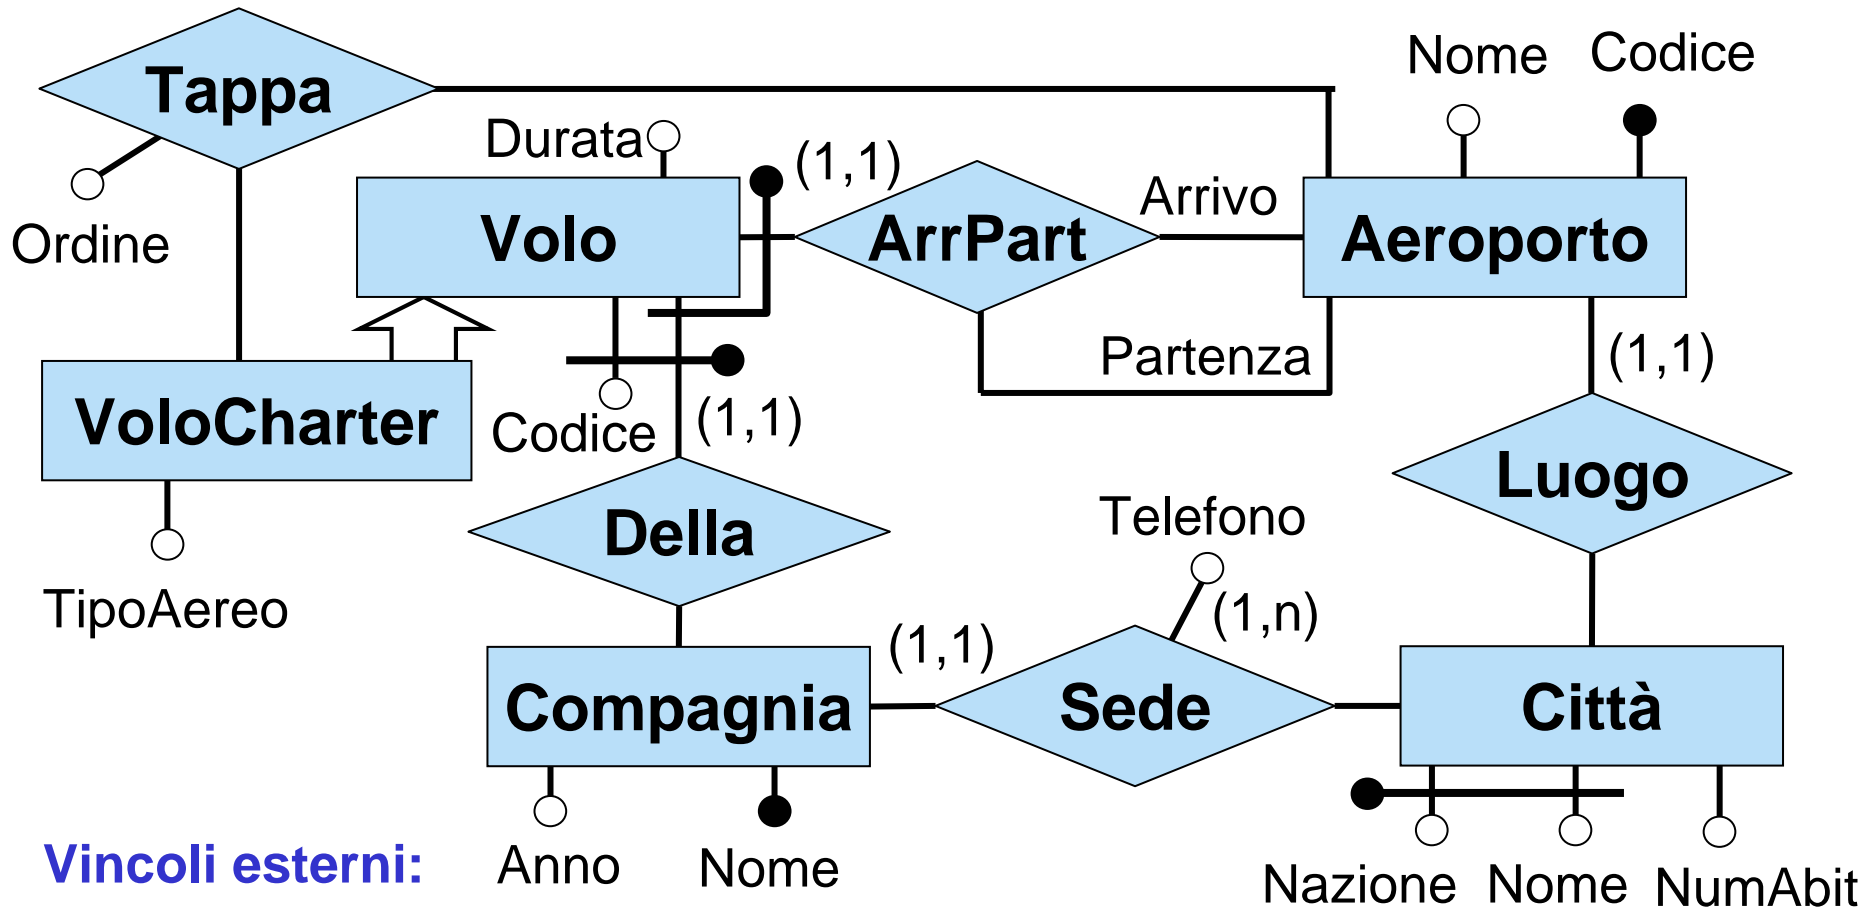 Tappa
Nome
Codice
Durata
(1,1)
Arrivo
Ordine
Volo
ArrPart
Aeroporto
Partenza
(1,1)
VoloCharter
Codice
(1,1)
Luogo
Della
Telefono
TipoAereo
(1,n)
(1,1)
Compagnia
Sede
Città
Vincoli esterni:
Anno
Nome
Nazione
Nome
NumAbit